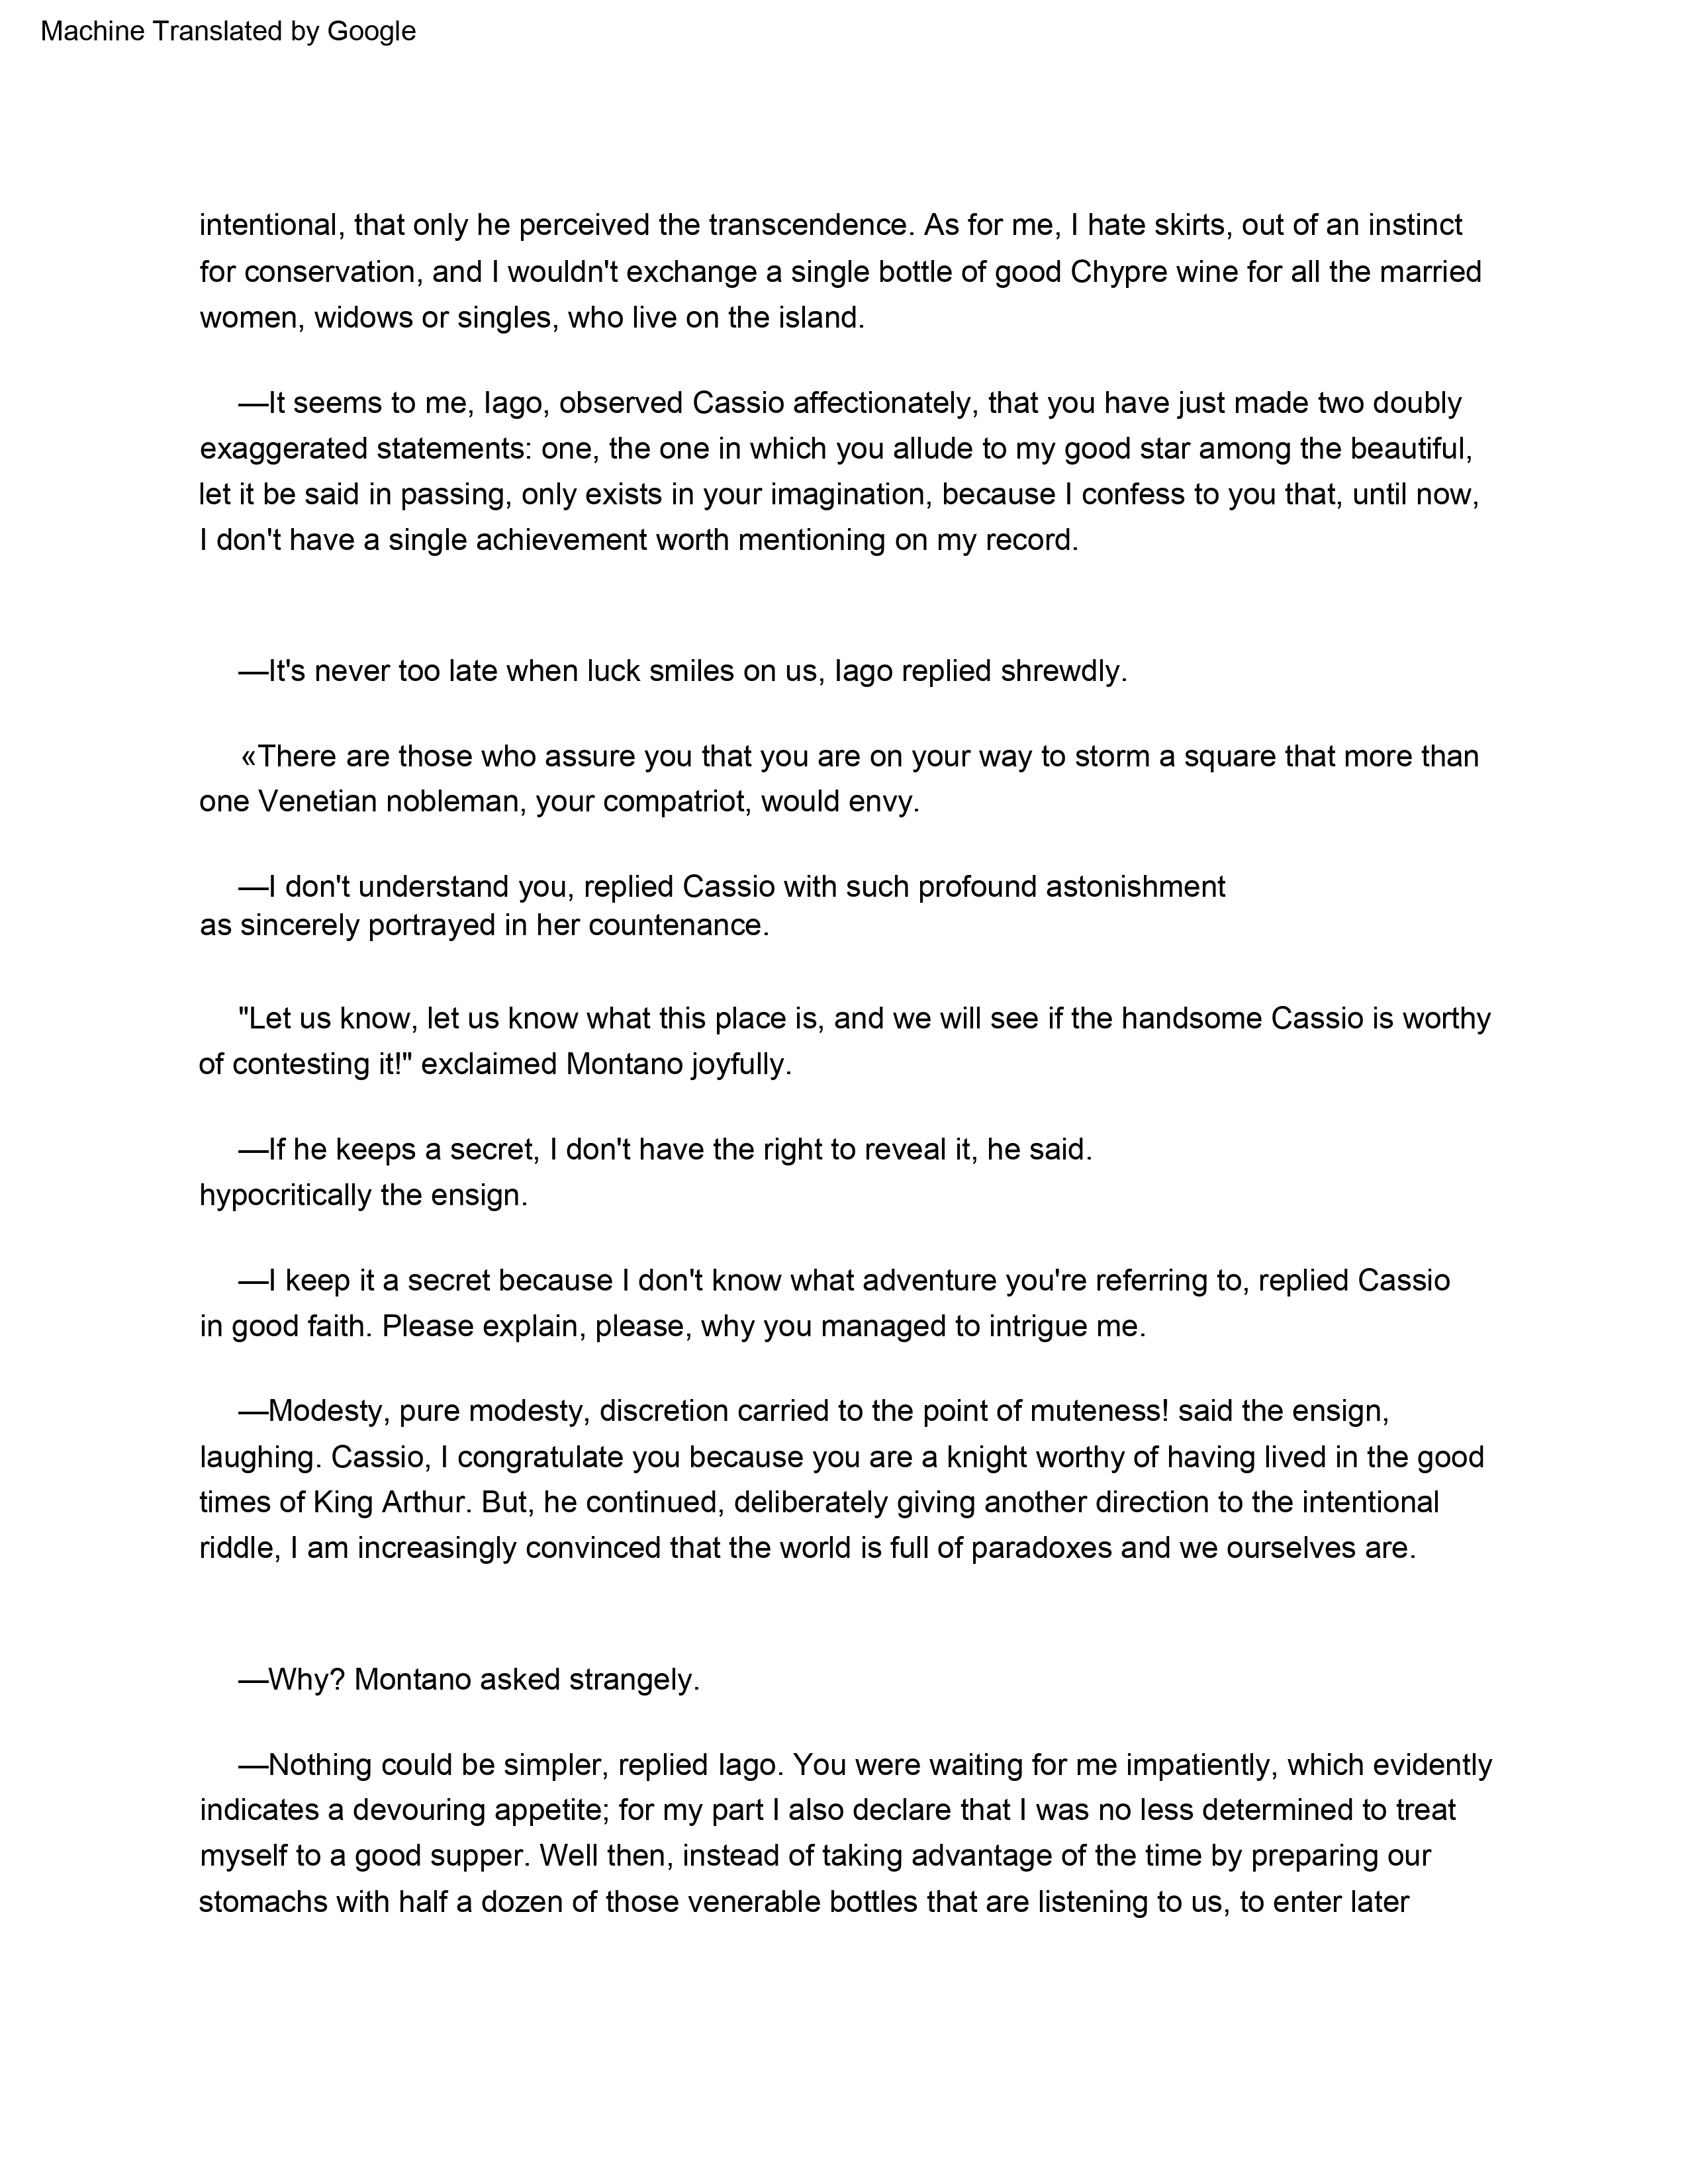 Machine Translated by Google
intentional, that only he perceived the transcendence. As for me, I hate skirts, out of an instinct
for conservation, and I wouldn't exchange a single bottle of good Chypre wine for all the married
women, widows or singles, who live on the island.
—It seems to me, Iago, observed Cassio affectionately, that you have just made two doubly
exaggerated statements: one, the one in which you allude to my good star among the beautiful,
let it be said in passing, only exists in your imagination, because I confess to you that, until now,
I don't have a single achievement worth mentioning on my record.
—It's never too late when luck smiles on us, Iago replied shrewdly.
«There are those who assure you that you are on your way to storm a square that more than
one Venetian nobleman, your compatriot, would envy.
—I don't understand you, replied Cassio with such profound astonishment
as sincerely portrayed in her countenance.
"Let us know, let us know what this place is, and we will see if the handsome Cassio is worthy
of contesting it!" exclaimed Montano joyfully.
—If he keeps a secret, I don't have the right to reveal it, he said.
hypocritically the ensign.
—I keep it a secret because I don't know what adventure you're referring to, replied Cassio
in good faith. Please explain, please, why you managed to intrigue me.
—Modesty, pure modesty, discretion carried to the point of muteness! said the ensign,
laughing. Cassio, I congratulate you because you are a knight worthy of having lived in the good
times of King Arthur. But, he continued, deliberately giving another direction to the intentional
riddle, I am increasingly convinced that the world is full of paradoxes and we ourselves are.
—Why? Montano asked strangely.
—Nothing could be simpler, replied Iago. You were waiting for me impatiently, which evidently
indicates a devouring appetite; for my part I also declare that I was no less determined to treat
myself to a good supper. Well then, instead of taking advantage of the time by preparing our
stomachs with half a dozen of those venerable bottles that are listening to us, to enter later